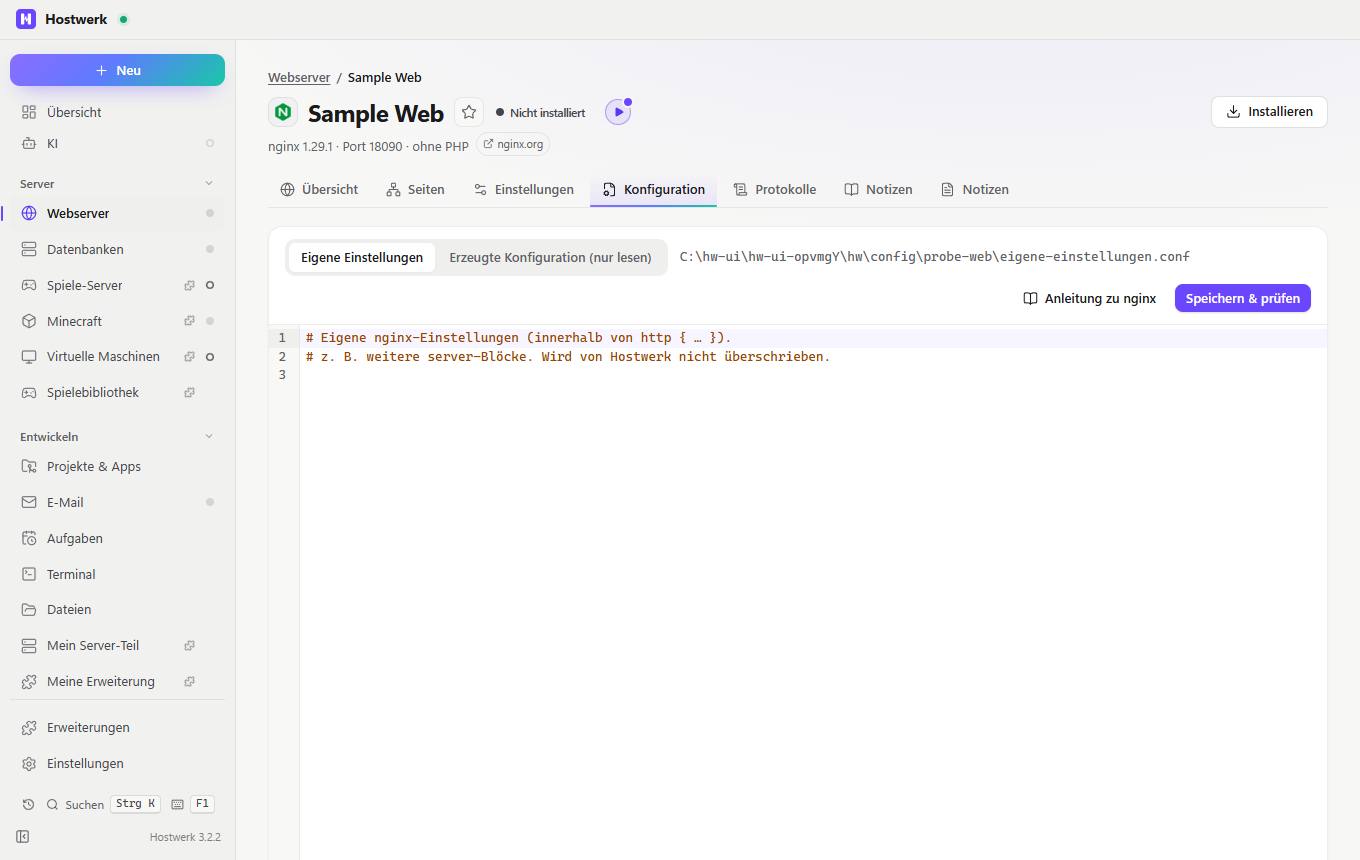 Hostwerk
Neu
Übersicht
KI
Server
Webserver
Datenbanken
Spiele-Server
Minecraft
Virtuelle Maschinen
Spielebibliothek
Entwickeln
Projekte & Apps
E-Mail
Aufgaben
Terminal
Dateien
Mein Server-Teil
Meine Erweiterung
Erweiterungen
Einstellungen
Suchen Strg K F1
Hostwerk 3.2.2
Webserver / Sample Web
Sample Web Nicht installiert Installieren
nginx 1.29.1 · Port 18090 · ohne PHP nginx.org
Übersicht Seiten Einstellungen Konfiguration Protokolle Notizen Notizen
Eigene Einstellungen Erzeugte Konfiguration (nur lesen) C:\hw-ui\hw-ui-opvmgY\hw\config\probe-web\eigene-einstellungen.conf
Anleitung zu nginx Speichern & prüfen
1 # Eigene nginx-Einstellungen (innerhalb von http { … }).
2 # z. B. weitere server-Blöcke. Wird von Hostwerk nicht überschrieben.
3